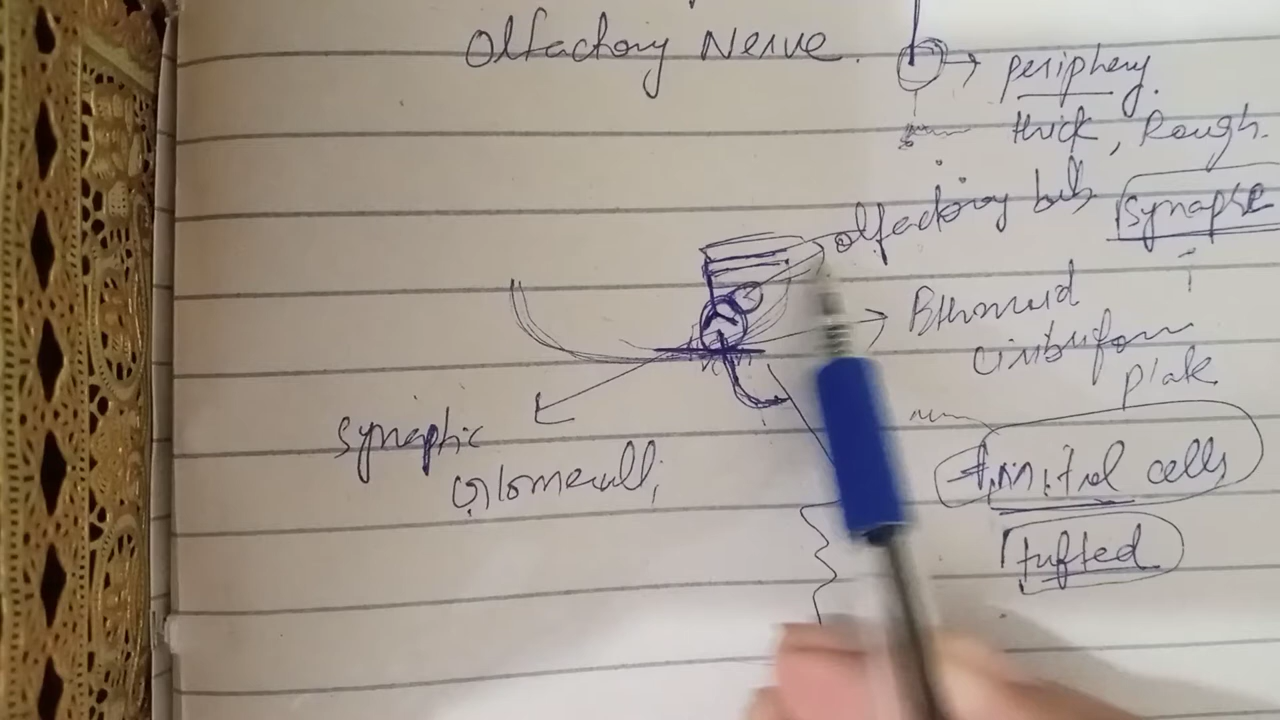 Olfactory Nerve.
periphery.
thick, Rough.
olfactory bulb
synapse
Ethmoid
Cribriform
plate
synaptic
Glomeruli
mitral cells
tufted